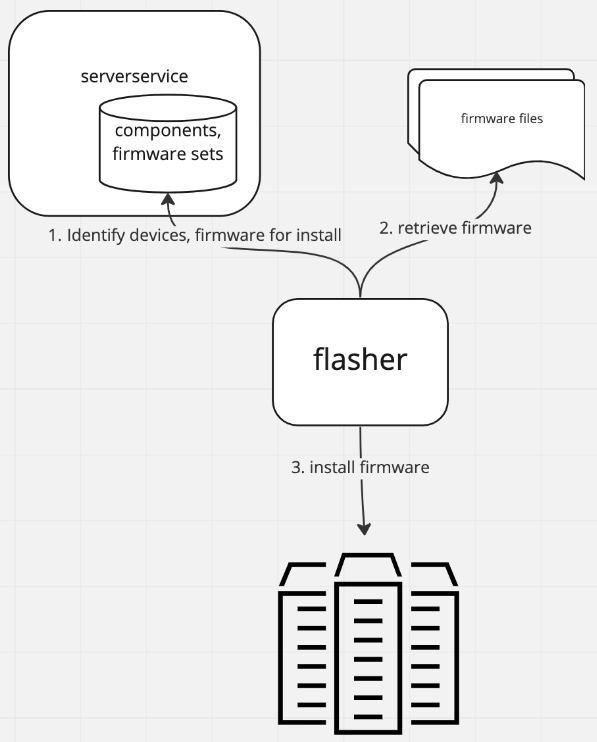 serverservice
components,
firmware sets
firmware files
1. Identify devices, firmware for install
2. retrieve firmware
flasher
3. install firmware